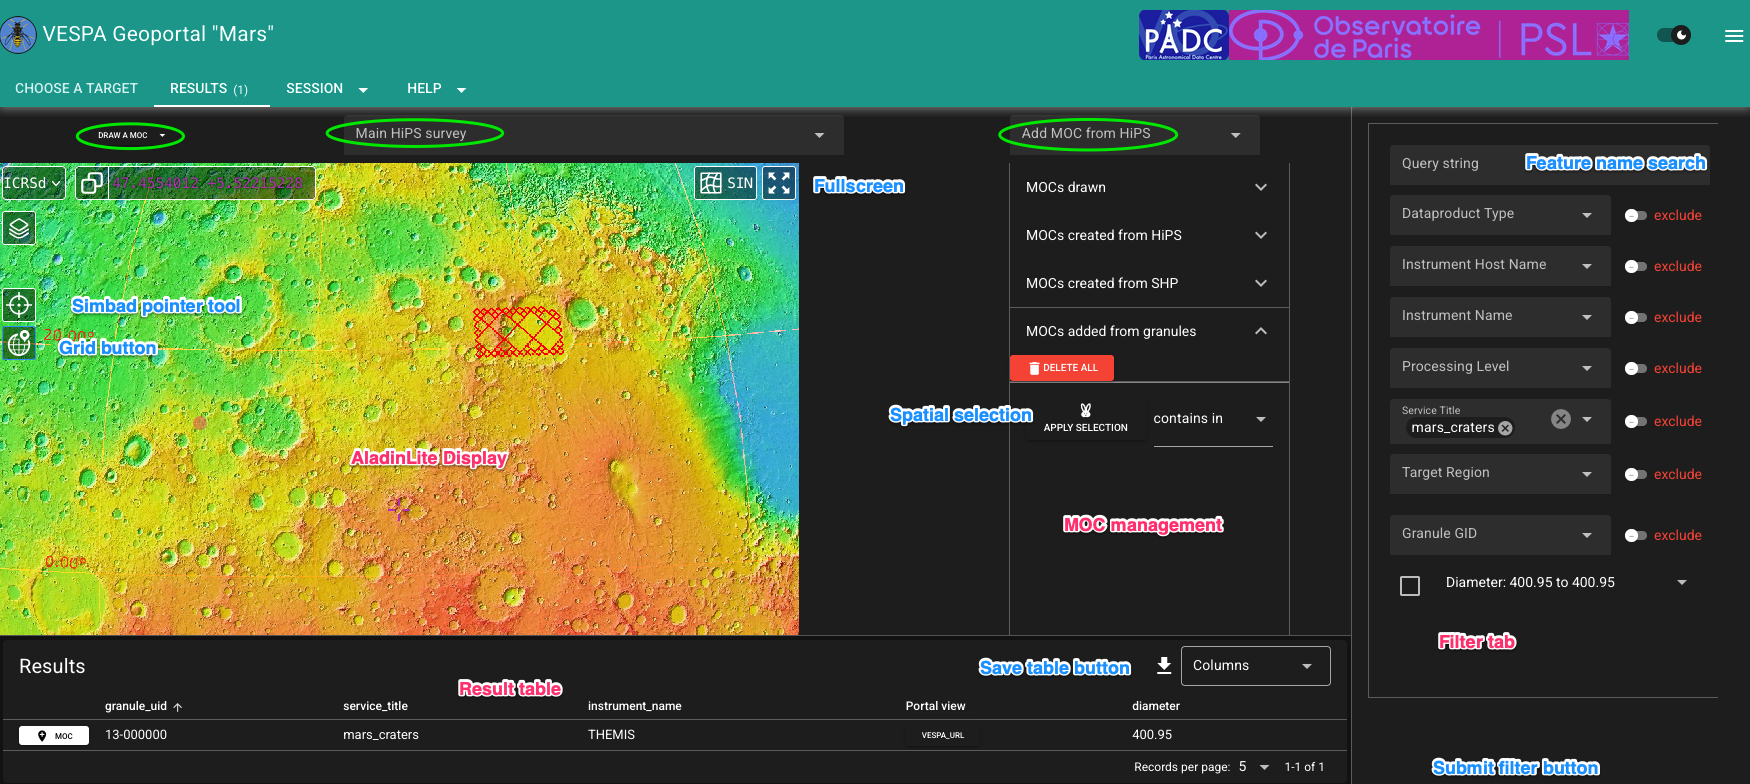 VESPA Geoportal "Mars"
PADC
Paris Astronomical Data Centre
Observatoire
de Paris
PSL
CHOOSE A TARGET
RESULTS (1)
SESSION
HELP
DRAW A MOC
Main HiPS survey
Add MOC from HiPS
ICRSd
SIN
Fullscreen
Simbad pointer tool
Grid button
AladinLite Display
0.00°
MOCs drawn
MOCs created from HiPS
MOCs created from SHP
MOCs added from granules
DELETE ALL
Spatial selection
APPLY SELECTION
contains in
MOC management
Query string
Feature name search
Dataproduct Type
exclude
Instrument Host Name
exclude
Instrument Name
exclude
Processing Level
exclude
Service Title
mars_craters
exclude
Target Region
exclude
Granule GID
exclude
Diameter: 400.95 to 400.95
Filter tab
Submit filter button
Results
Result table
Save table button
Columns
granule_uid service_title instrument_name Portal view diameter
MOC 13-000000 mars_craters THEMIS VESPA_URL 400.95
Records per page: 5 1-1 of 1